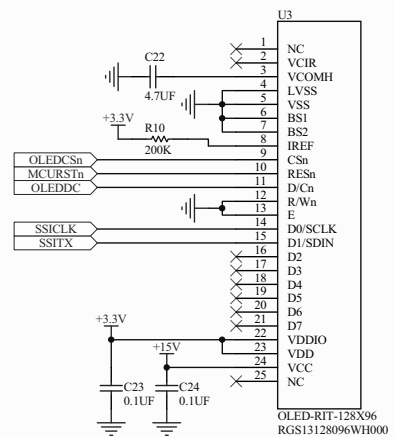 U3
1 NC
2 VCIR
C22
3 VCOMH
4.7UF
4 LVSS
5 VSS
6 BS1
7 BS2
+3.3V
R10
200K
8 IREF
OLEDCSn 9 CSn
MCURSTn 10 RESn
OLEDDC 11 D/Cn
12 R/Wn
13 E
SSICLK 14 D0/SCLK
SSITX 15 D1/SDIN
16 D2
17 D3
18 D4
19 D5
20 D6
21 D7
+3.3V
22 VDDIO
+15V
23 VDD
24 VCC
25 NC
C23 C24
0.1UF 0.1UF
OLED-RIT-128X96
RGS13128096WH000